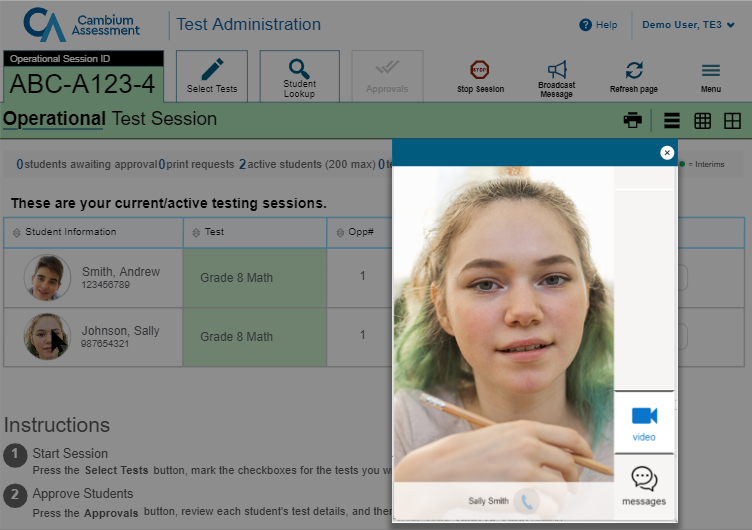 Cambium
Assessment
Test Administration
Help
Demo User, TE3
Operational Session ID
ABC-A123-4
Select Tests
Student
Lookup
Approvals
STOP
Stop Session
Broadcast
Message
Refresh page
Menu
Operational Test Session
0 students awaiting approval 0 print requests 2 active students (200 max) 0
= Interims
These are your current/active testing sessions.
Student Information
Test
Opp#
Smith, Andrew
123456789
Grade 8 Math
1
Johnson, Sally
987654321
Grade 8 Math
1
video
messages
Sally Smith
Instructions
1 Start Session
Press the Select Tests button, mark the checkboxes for the tests you w
2 Approve Students
Press the Approvals button, review each student's test details, and then